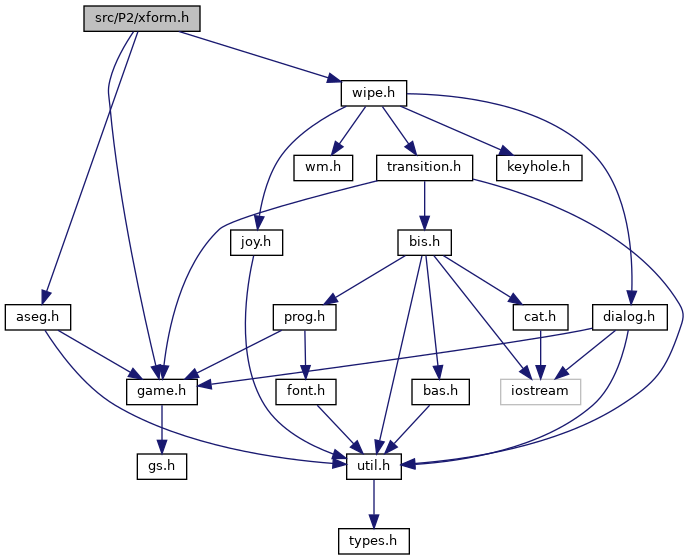 src/P2/xform.h
wipe.h
wm.h
transition.h
keyhole.h
joy.h
bis.h
aseg.h
prog.h
cat.h
dialog.h
game.h
font.h
bas.h
iostream
gs.h
util.h
types.h